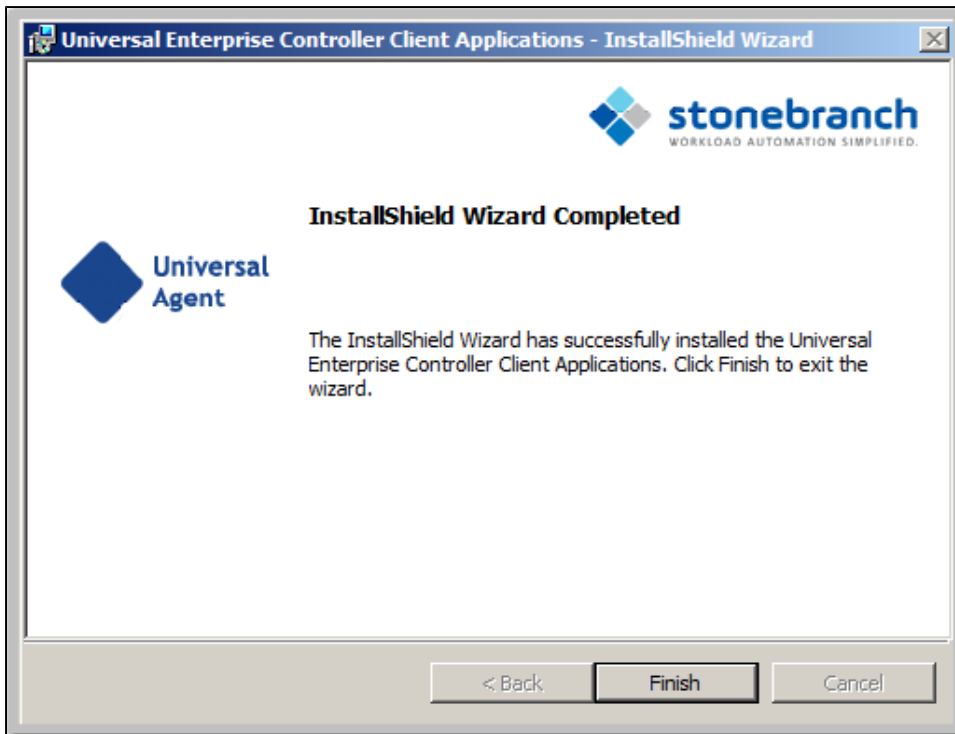 Universal Enterprise Controller Client Applications - InstallShield Wizard
stonebranch
WORKLOAD AUTOMATION SIMPLIFIED.
InstallShield Wizard Completed
Universal
Agent
The InstallShield Wizard has successfully installed the Universal
Enterprise Controller Client Applications. Click Finish to exit the
wizard.
< Back
Finish
Cancel